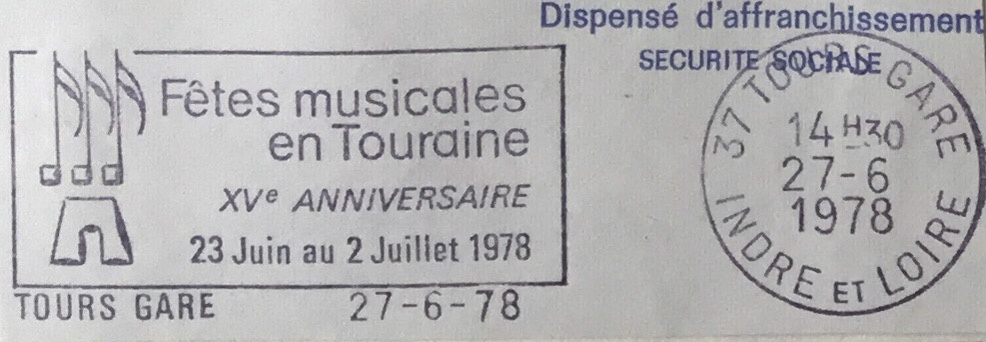 Dispensé d'affranchissement
SECURITE SOCIALE
Fêtes musicales
en Touraine
XVe ANNIVERSAIRE
23 Juin au 2 Juillet 1978
TOURS GARE 27-6-78
37 TOURS GARE
14 H30
27-6
1978
INDRE ET LOIRE